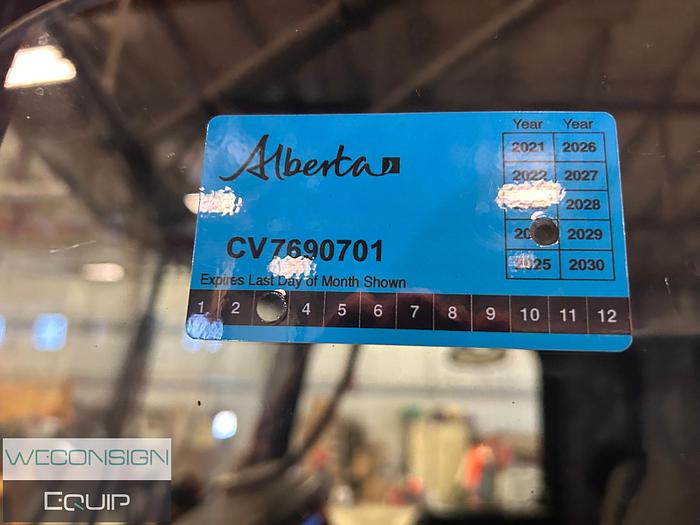 Alberta
Year Year
2021 2026
2022 2027
2028
2029
2025 2030
CV7690701
Expires Last Day of Month Shown
1 2 4 5 6 7 8 9 10 11 12
WECONSIGN
EQUIP